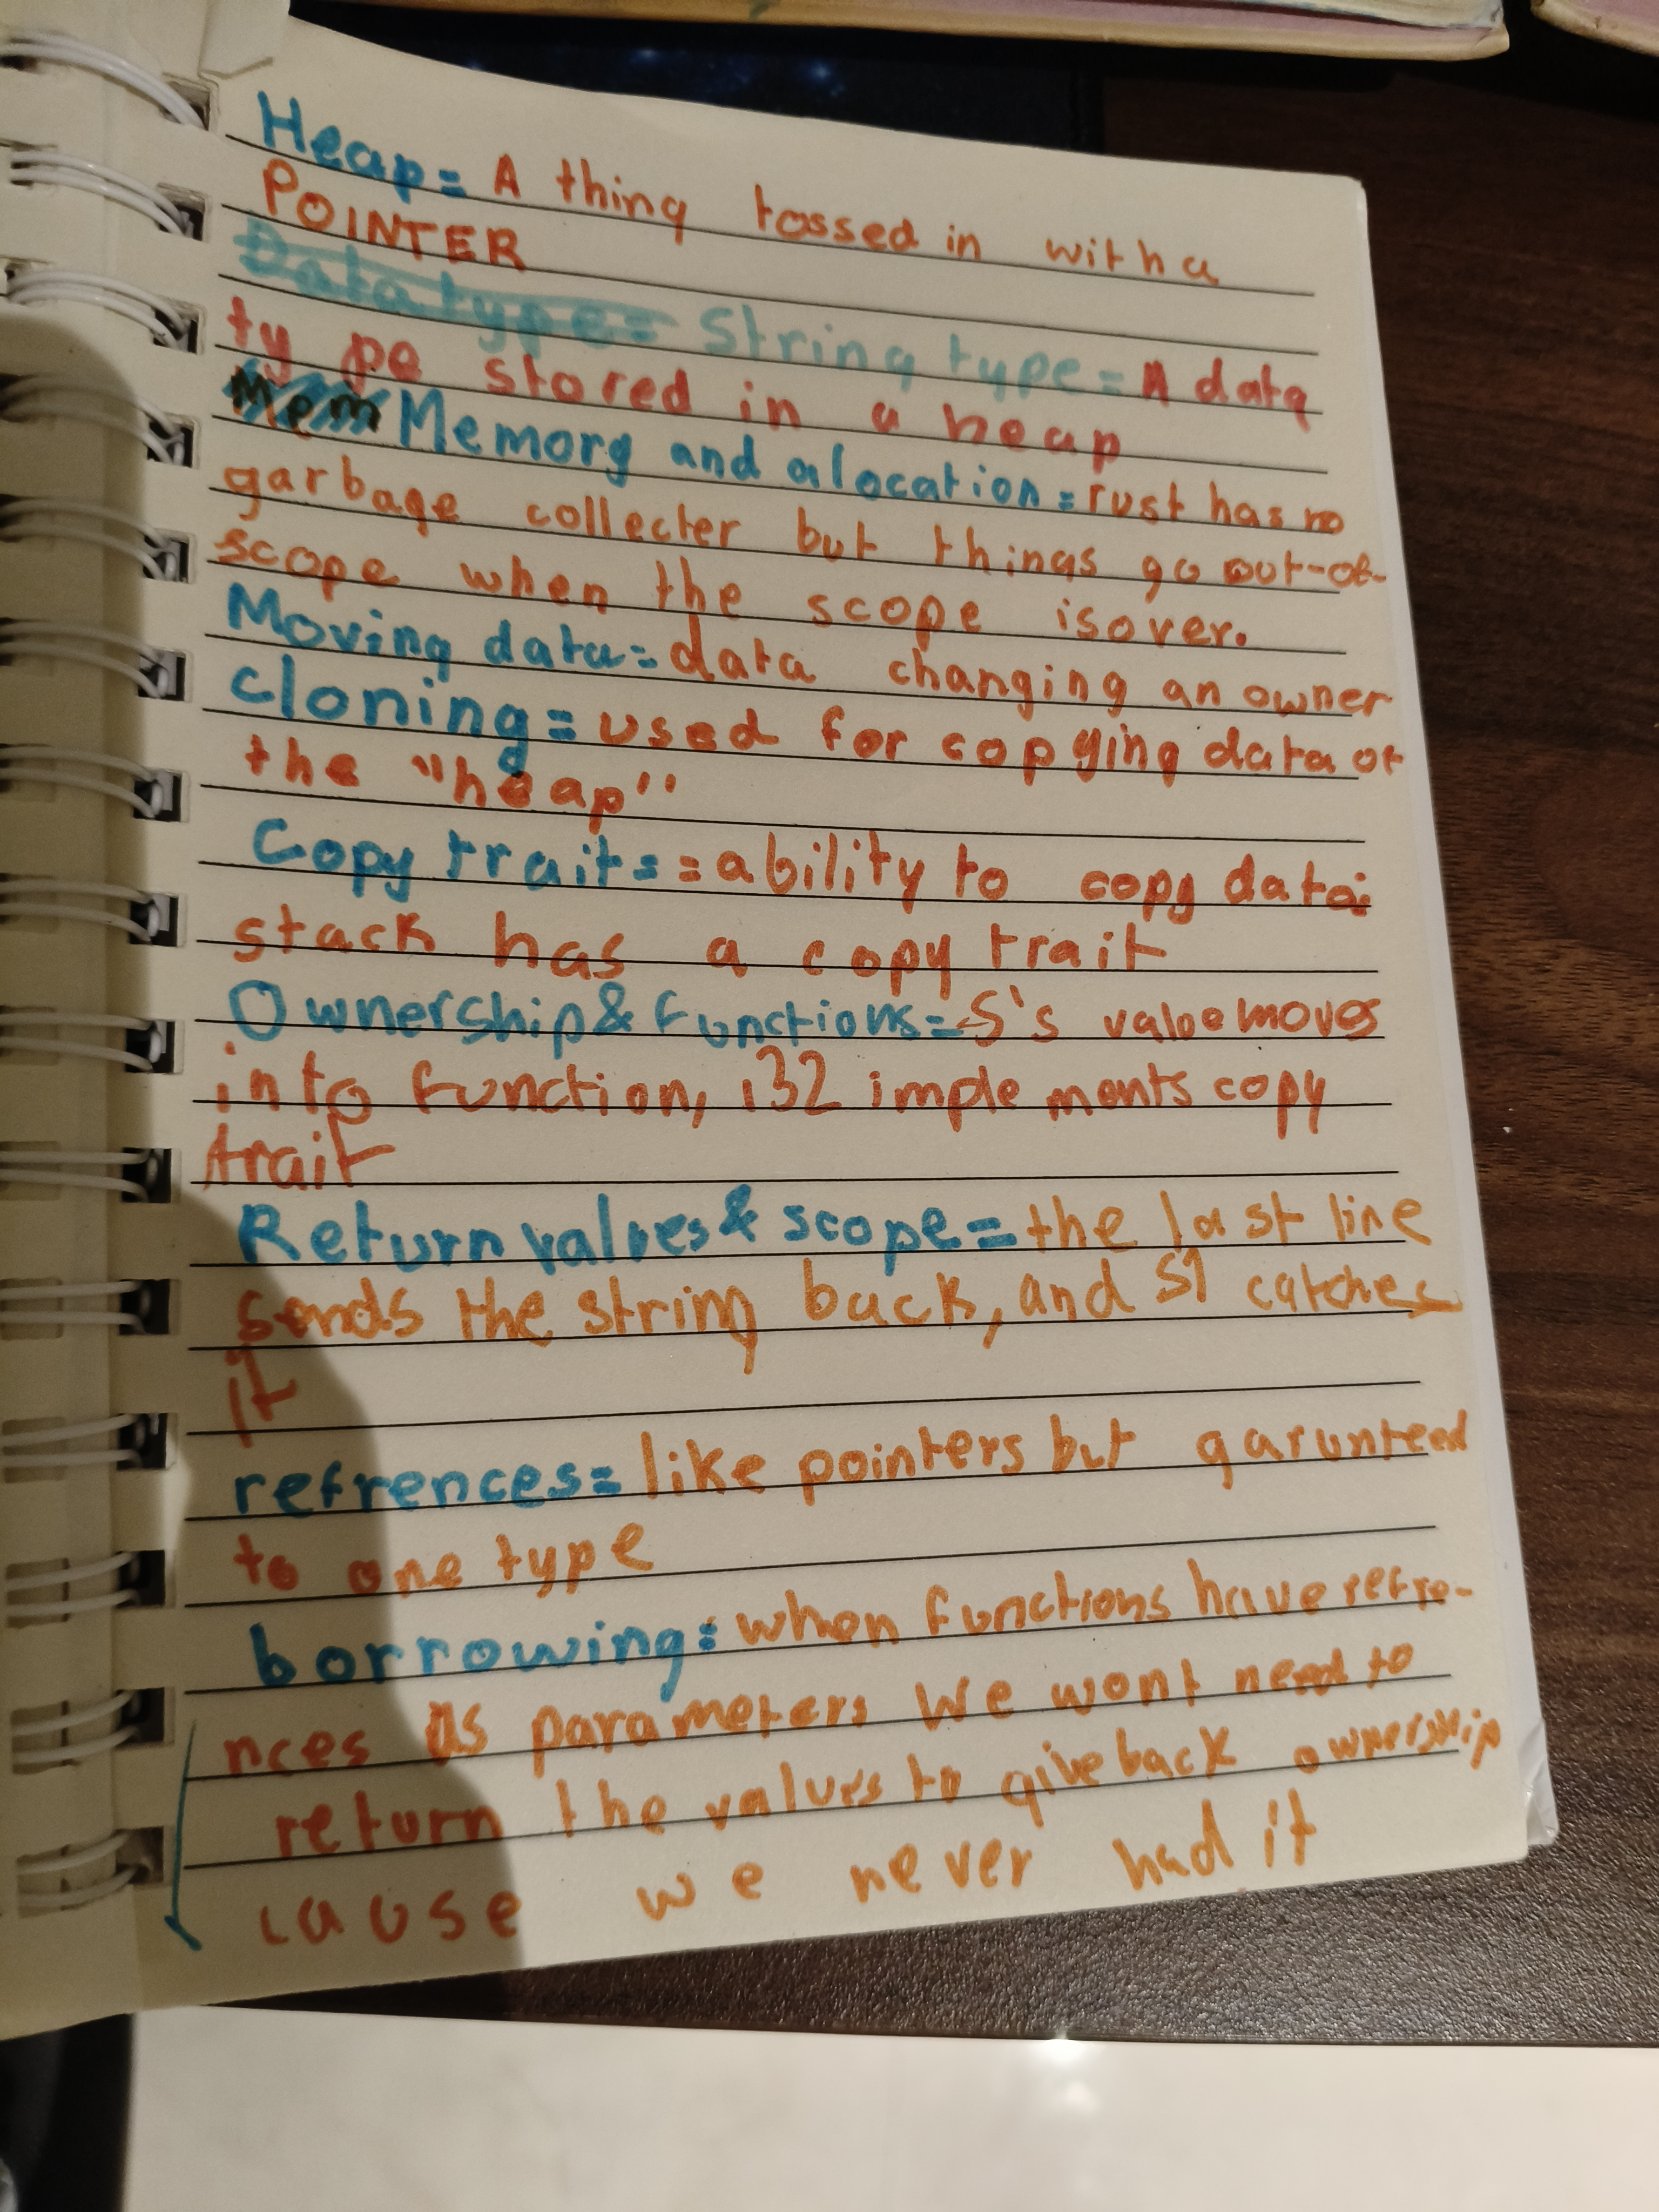 Heap= A thing tossed in with a
POINTER
Datatype= String type= A data
type stored in a heap
Mem Memorg and alocation=rust has no
garbage collecter but things go out-of-
scope when the scope is over.
Moving data= data changing an owner
cloning= used for copying data of
the "heap"
Copy trait= =ability to copy data:
stack has a copy trait
Ownership & functions= S's value moves
into function, i32 implements copy
trait
Return values & scope= the last line
sends the string back, and S1 catches
it
refrences= like pointers but garunteed
to one type
borrowing: when functions have refre-
nces as parameters we wont need to
return the values to give back ownership
cause we never had it